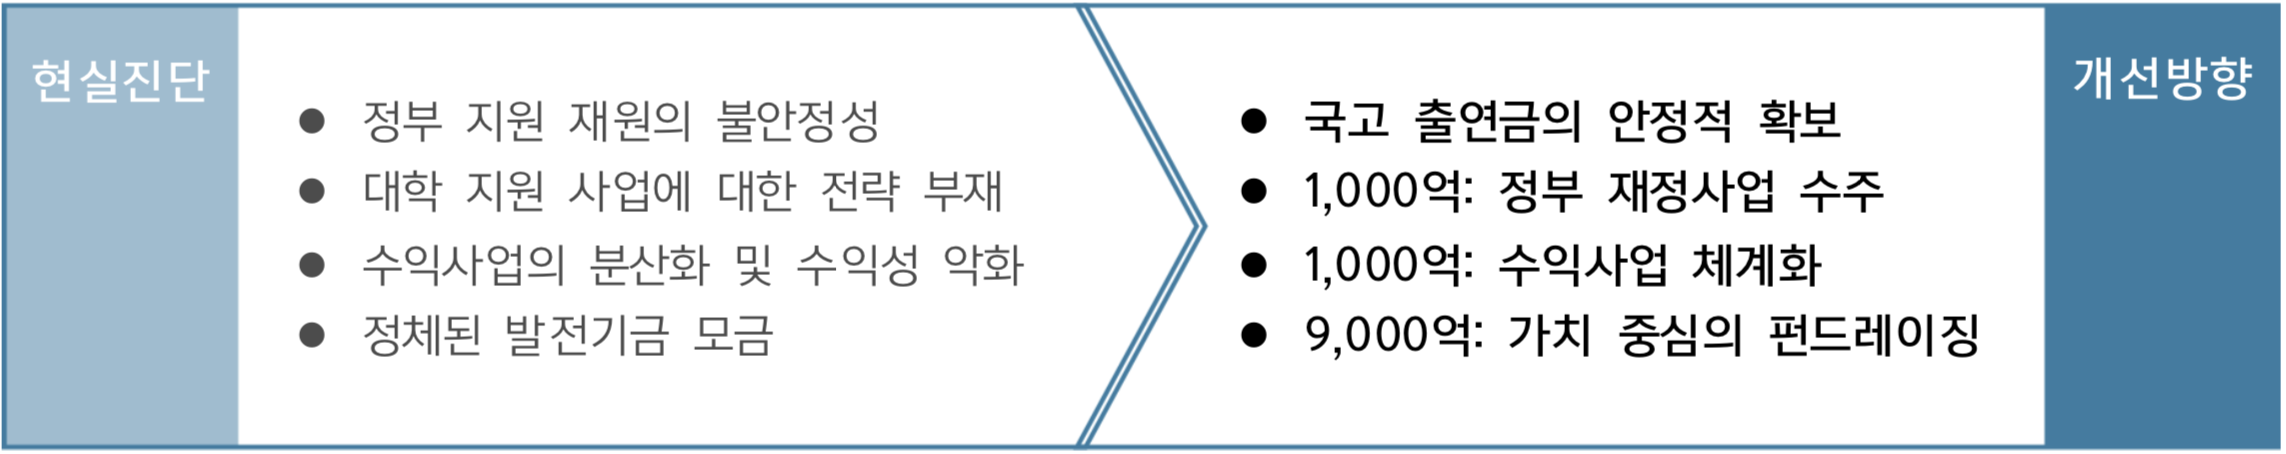 현실진단
● 정부 지원 재원의 불안정성
● 대학 지원 사업에 대한 전략 부재
● 수익사업의 분산화 및 수익성 악화
● 정체된 발전기금 모금
● 국고 출연금의 안정적 확보
● 1,000억: 정부 재정사업 수주
● 1,000억: 수익사업 체계화
● 9,000억: 가치 중심의 펀드레이징
개선방향